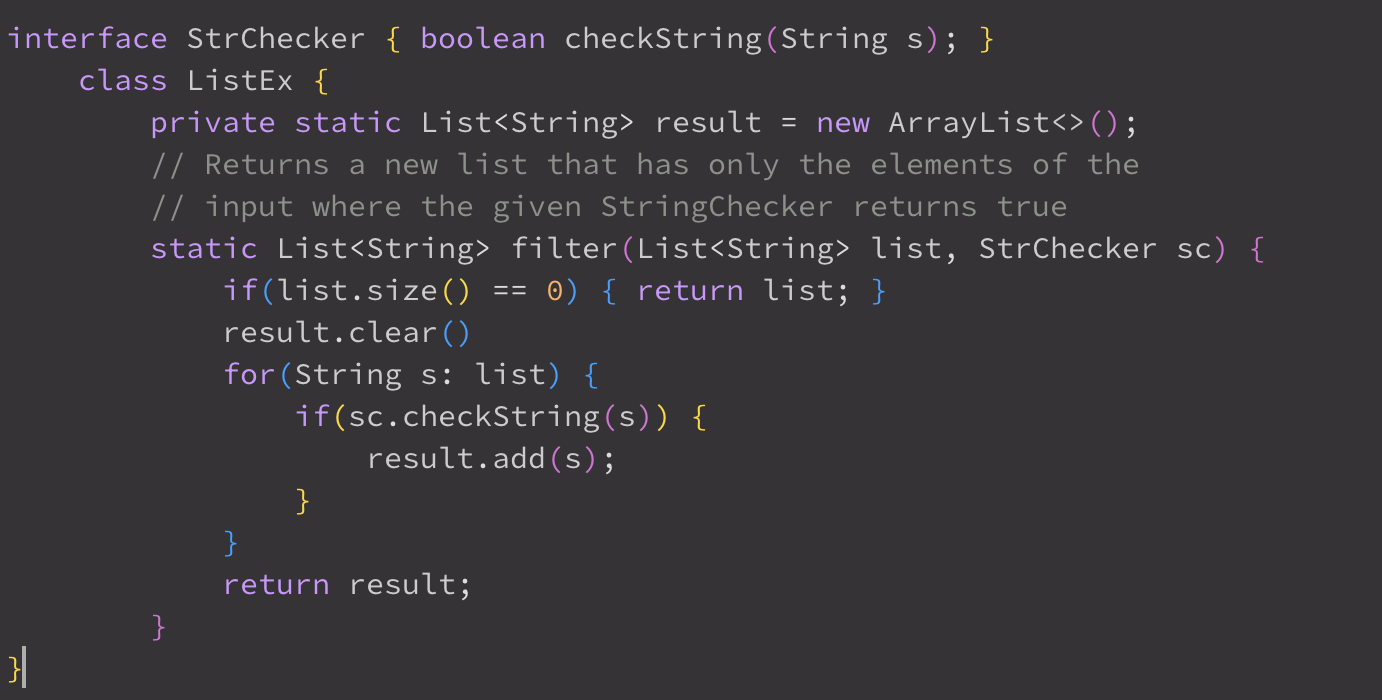 interface StrChecker { boolean checkString(String s); }
    class ListEx {
        private static List<String> result = new ArrayList<>();
        // Returns a new list that has only the elements of the
        // input where the given StringChecker returns true
        static List<String> filter(List<String> list, StrChecker sc) {
            if(list.size() == 0) { return list; }
            result.clear()
            for(String s: list) {
                if(sc.checkString(s)) {
                    result.add(s);
                }
            }
            return result;
        }
}